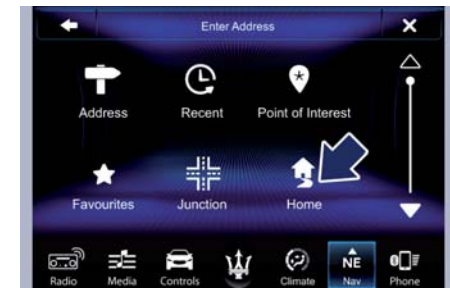 Enter Address
Address Recent Point of Interest
Favourites Junction Home
NE
Radio Media Controls Climate Nav Phone